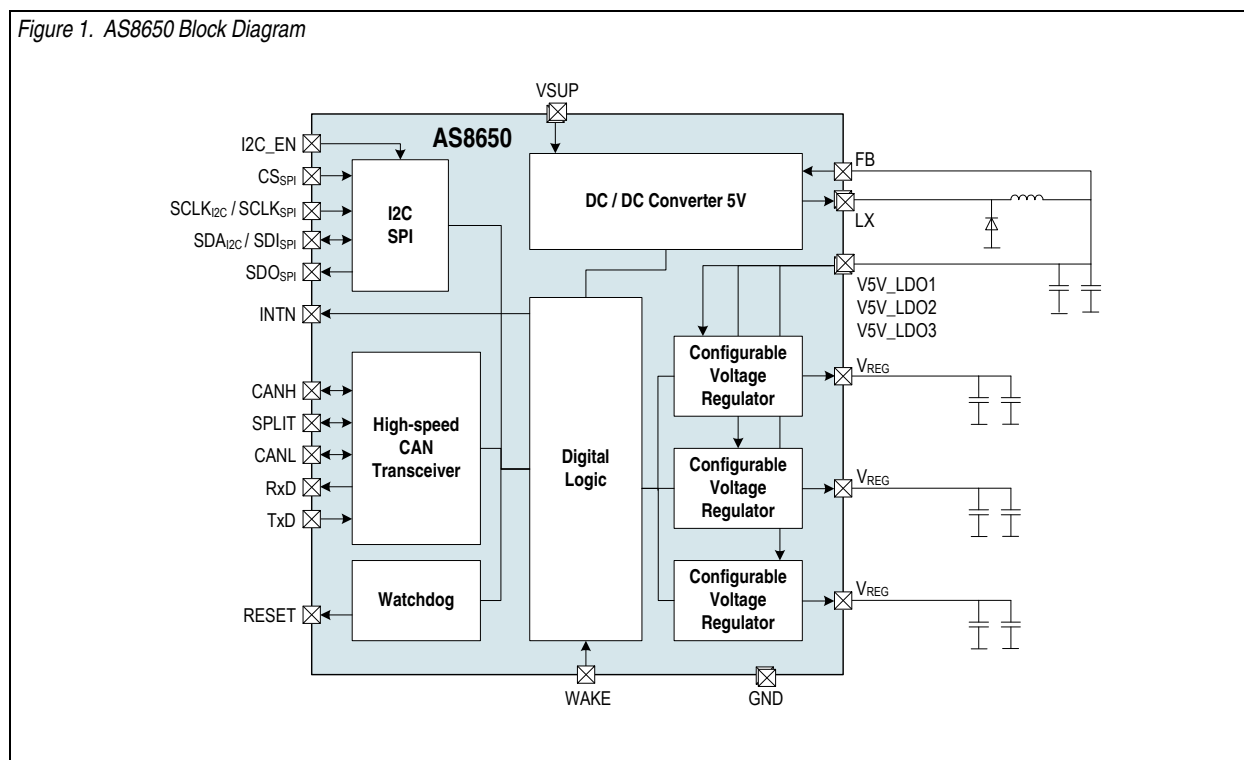 Figure 1. AS8650 Block Diagram
VSUP
AS8650
I2C_EN
CSSPI
SCLKI2C / SCLKSPI
SDAI2C / SDISPI
SDOSPI
INTN
I2C
SPI
DC / DC Converter 5V
FB
LX
V5V_LDO1
V5V_LDO2
V5V_LDO3
CANH
SPLIT
CANL
RxD
TxD
High-speed
CAN
Transceiver
Digital
Logic
Configurable
Voltage
Regulator
VREG
Configurable
Voltage
Regulator
VREG
Configurable
Voltage
Regulator
VREG
RESET
Watchdog
WAKE
GND